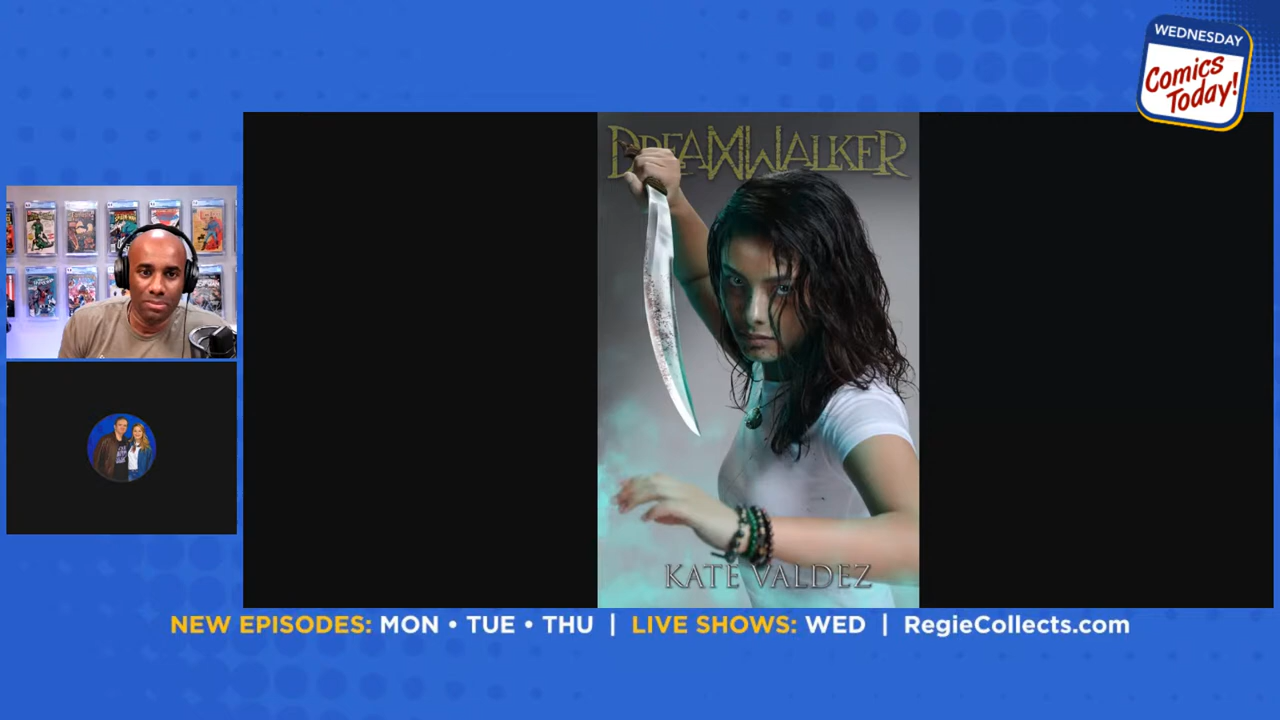 WEDNESDAY
Comics
Today!
DREAMWALKER
KATE VALDEZ
NEW EPISODES: MON • TUE • THU | LIVE SHOWS: WED | RegieCollects.com